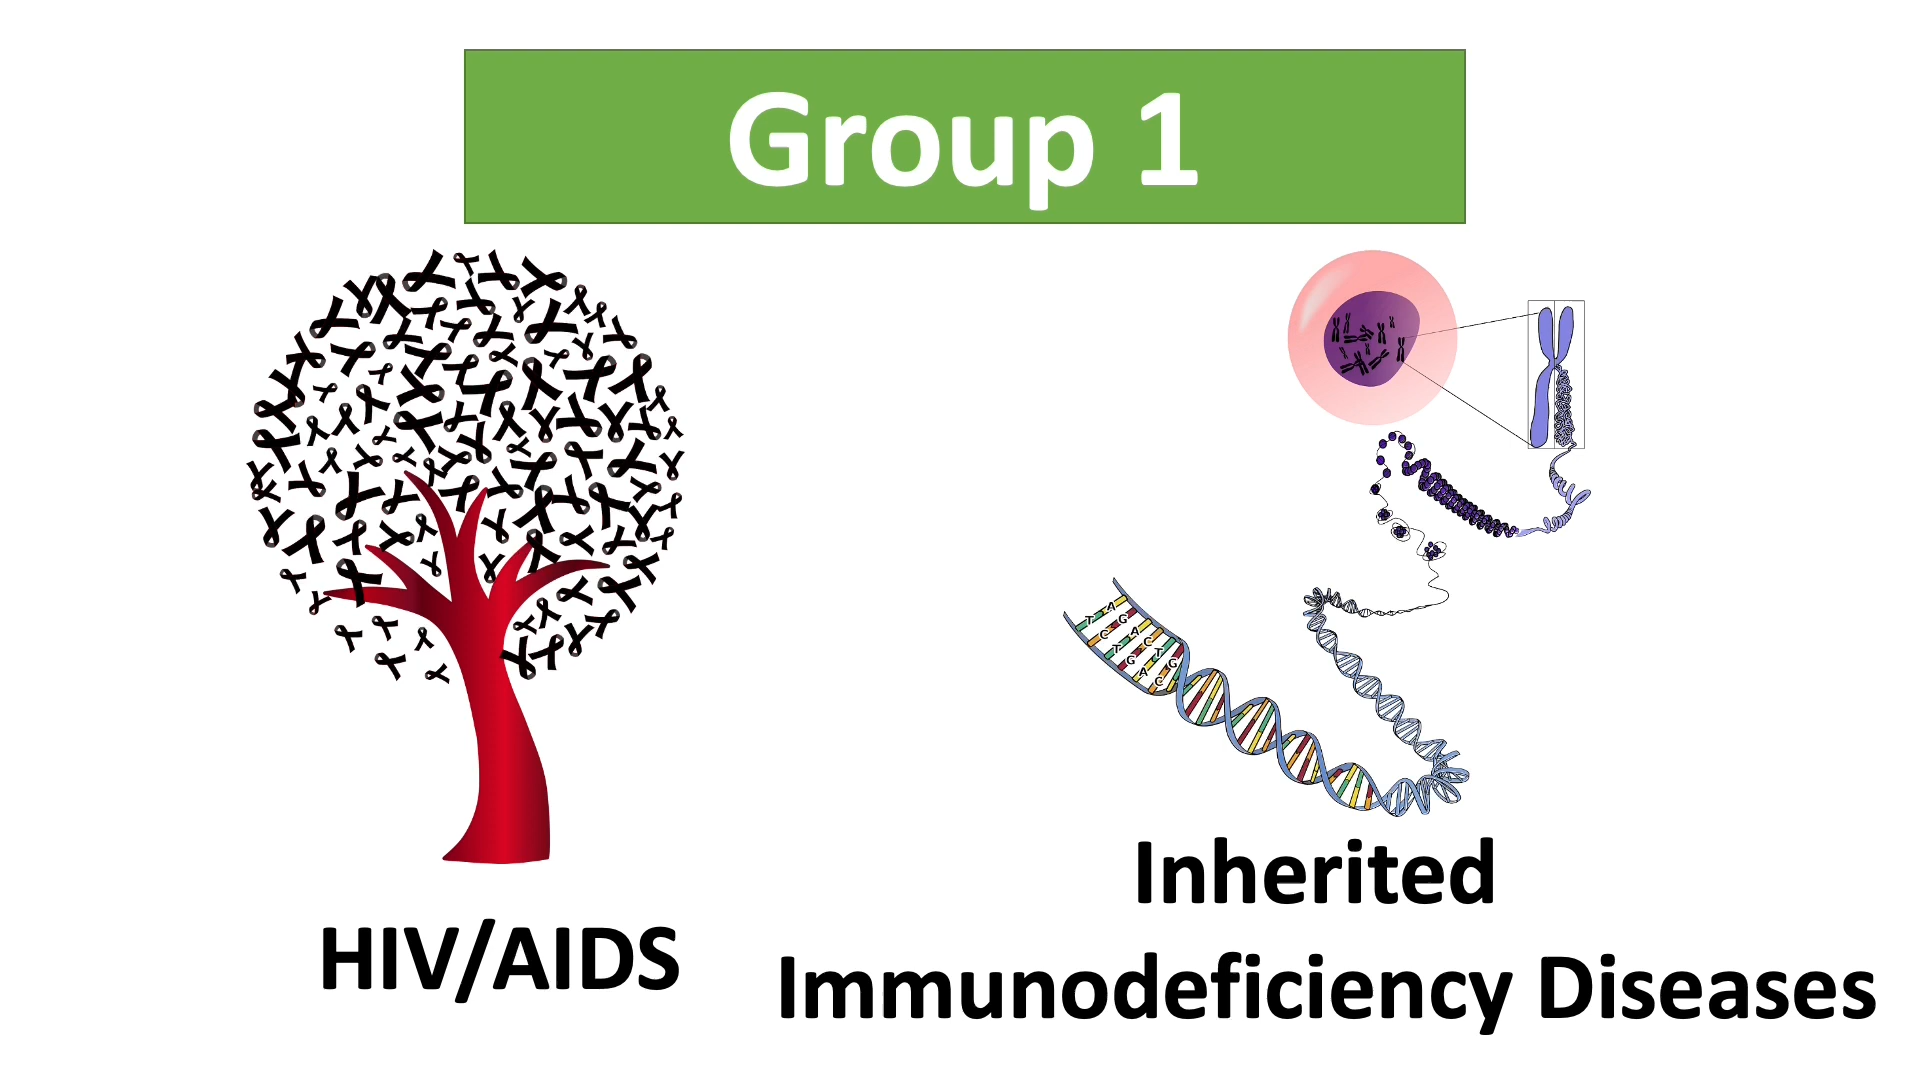 Group 1
HIV/AIDS
Inherited
Immunodeficiency Diseases
A
T
G
C
A
C
T
T
G
G
A
C